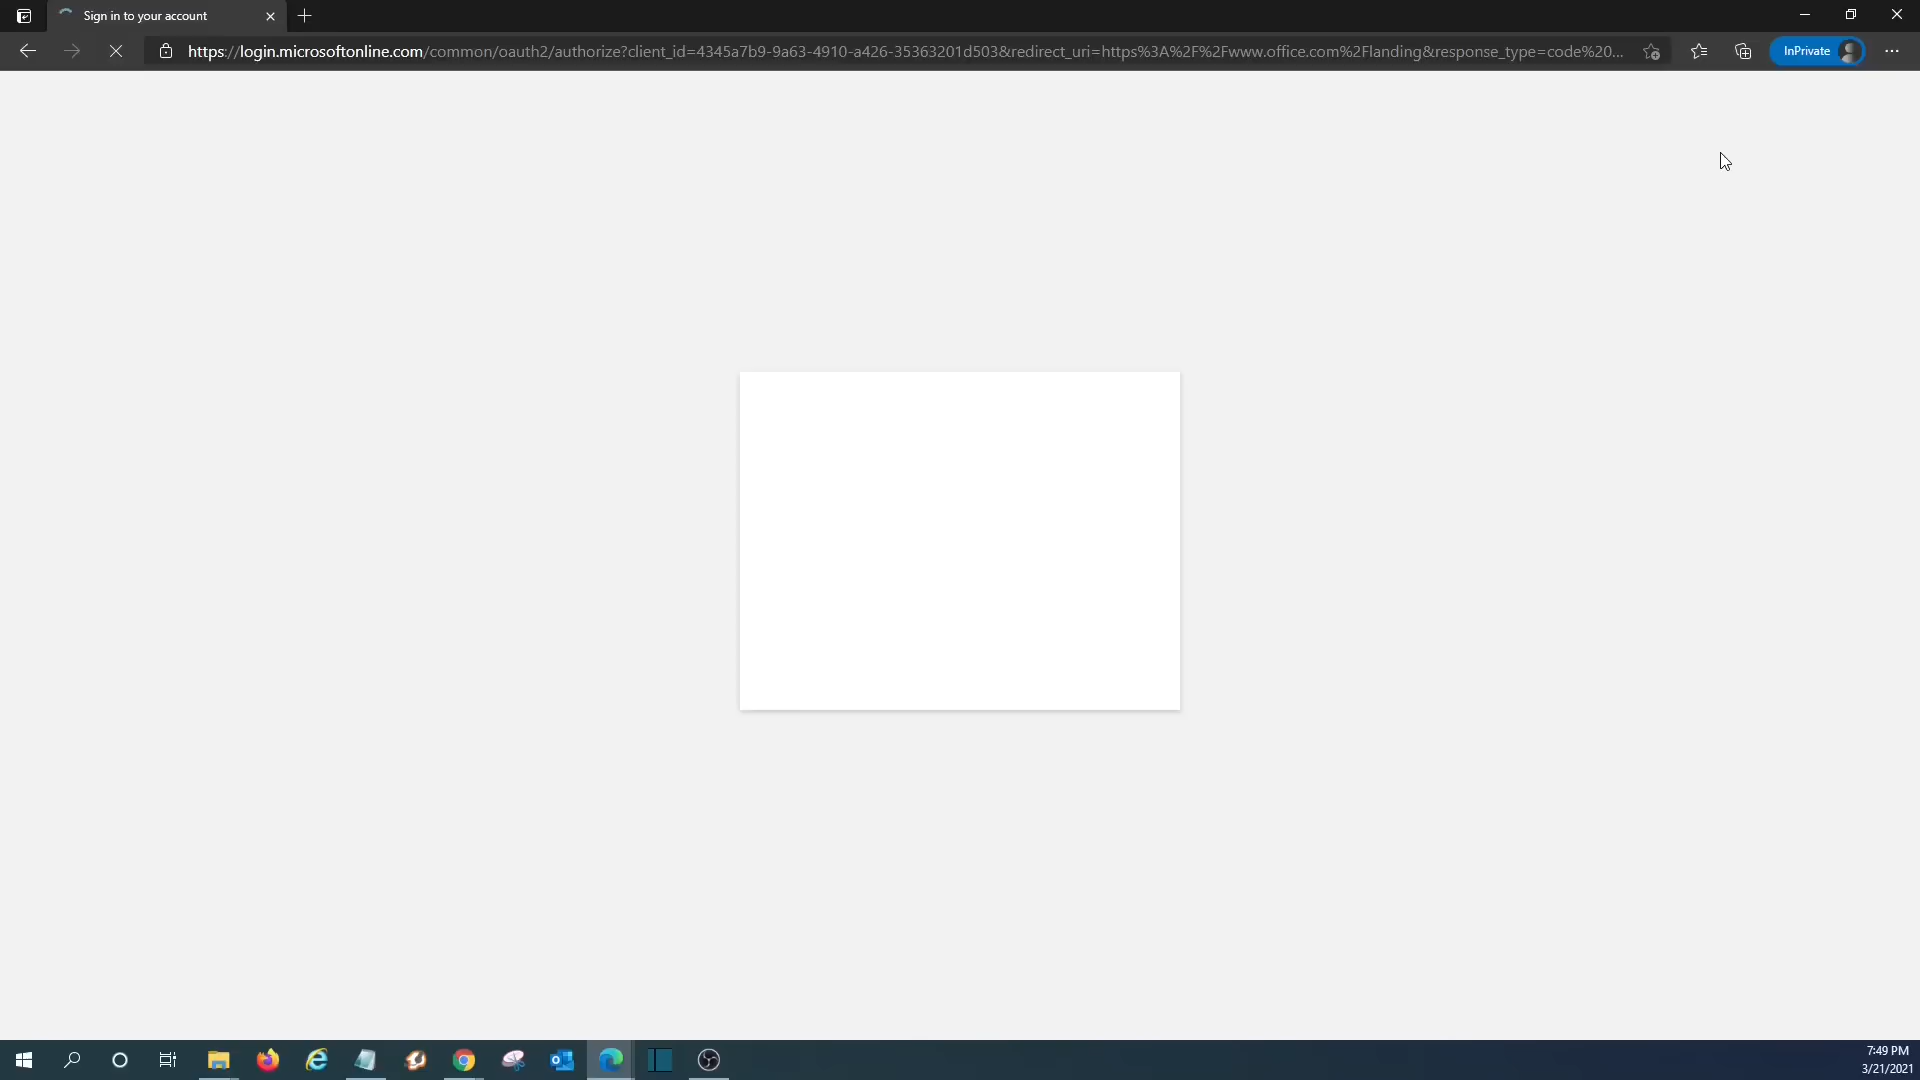 Sign in to your account
https://login.microsoftonline.com/common/oauth2/authorize?client_id=4345a7b9-9a63-4910-a426-35363201d503&redirect_uri=https%3A%2F%2Fwww.office.com%2Flanding&response_type=code%20...
InPrivate
7:49 PM
3/21/2021